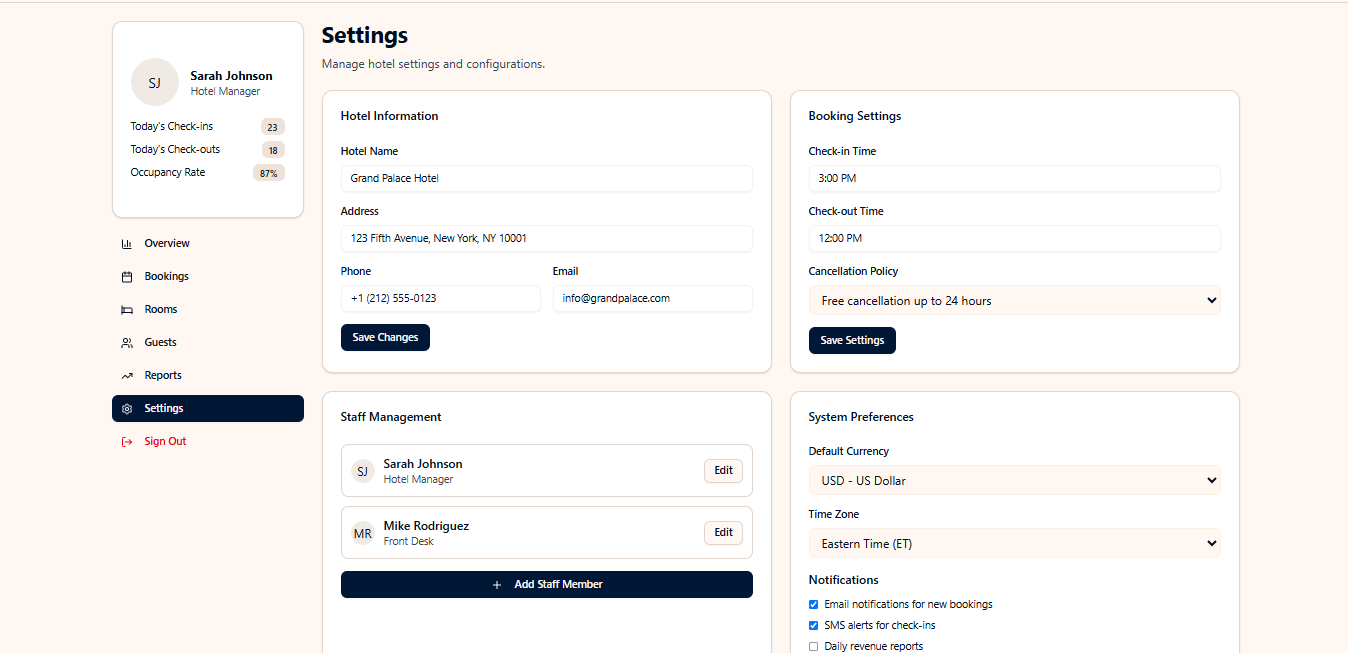 SJ
Sarah Johnson
Hotel Manager
Today's Check-ins 23
Today's Check-outs 18
Occupancy Rate 87%
Overview
Bookings
Rooms
Guests
Reports
Settings
Sign Out
Settings
Manage hotel settings and configurations.
Hotel Information
Hotel Name
Grand Palace Hotel
Address
123 Fifth Avenue, New York, NY 10001
Phone Email
+1 (212) 555-0123 info@grandpalace.com
Save Changes
Booking Settings
Check-in Time
3:00 PM
Check-out Time
12:00 PM
Cancellation Policy
Free cancellation up to 24 hours
Save Settings
Staff Management
SJ
Sarah Johnson
Hotel Manager
Edit
MR
Mike Rodriguez
Front Desk
Edit
+ Add Staff Member
System Preferences
Default Currency
USD - US Dollar
Time Zone
Eastern Time (ET)
Notifications
Email notifications for new bookings
SMS alerts for check-ins
Daily revenue reports